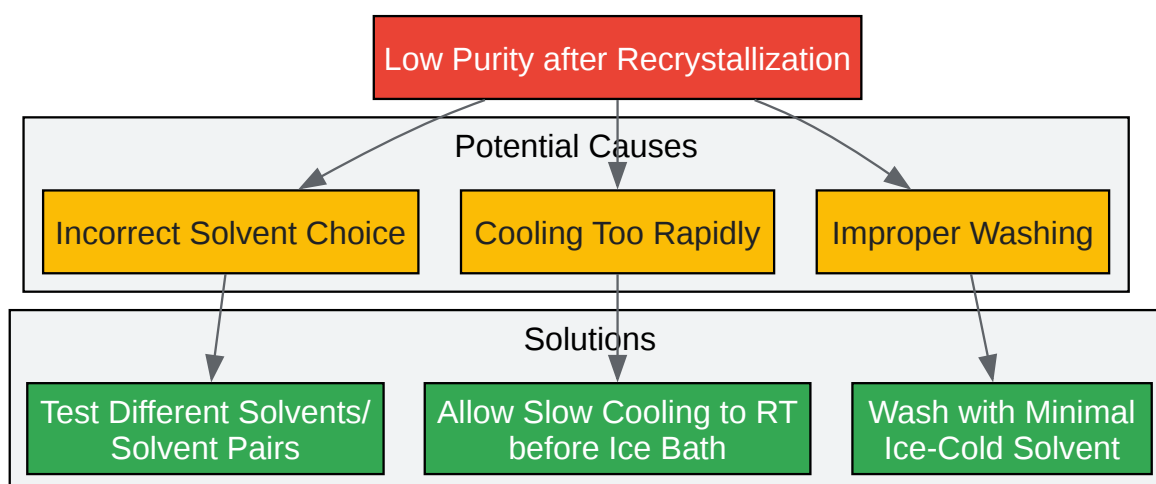 Low Purity after Recrystallization
Potential Causes
Incorrect Solvent Choice
Cooling Too Rapidly
Improper Washing
Solutions
Test Different Solvents/
Solvent Pairs
Allow Slow Cooling to RT
before Ice Bath
Wash with Minimal
Ice-Cold Solvent